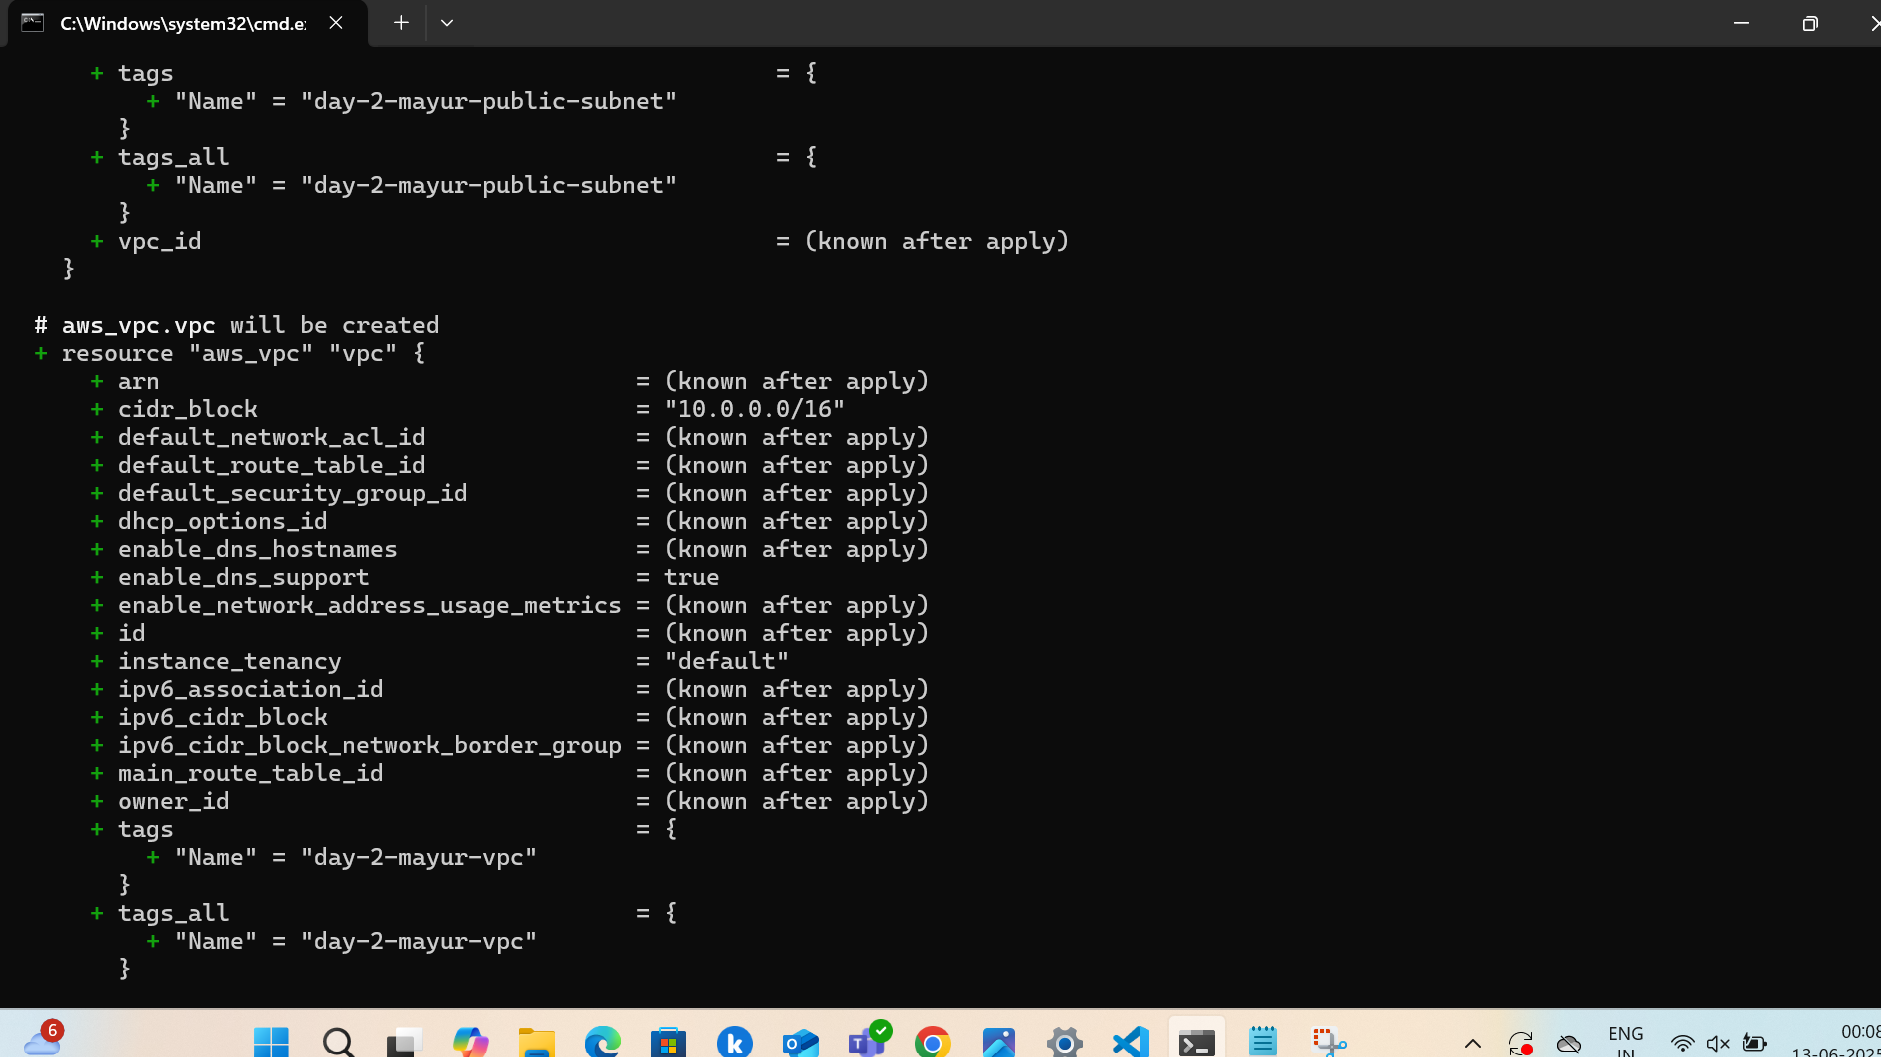 C:\Windows\system32\cmd.e
+ tags = {
+ "Name" = "day-2-mayur-public-subnet"
}
+ tags_all = {
+ "Name" = "day-2-mayur-public-subnet"
}
+ vpc_id = (known after apply)
}
# aws_vpc.vpc will be created
+ resource "aws_vpc" "vpc" {
+ arn = (known after apply)
+ cidr_block = "10.0.0.0/16"
+ default_network_acl_id = (known after apply)
+ default_route_table_id = (known after apply)
+ default_security_group_id = (known after apply)
+ dhcp_options_id = (known after apply)
+ enable_dns_hostnames = (known after apply)
+ enable_dns_support = true
+ enable_network_address_usage_metrics = (known after apply)
+ id = (known after apply)
+ instance_tenancy = "default"
+ ipv6_association_id = (known after apply)
+ ipv6_cidr_block = (known after apply)
+ ipv6_cidr_block_network_border_group = (known after apply)
+ main_route_table_id = (known after apply)
+ owner_id = (known after apply)
+ tags = {
+ "Name" = "day-2-mayur-vpc"
}
+ tags_all = {
+ "Name" = "day-2-mayur-vpc"
}
6
ENG
IN
00:08
13-06-2025